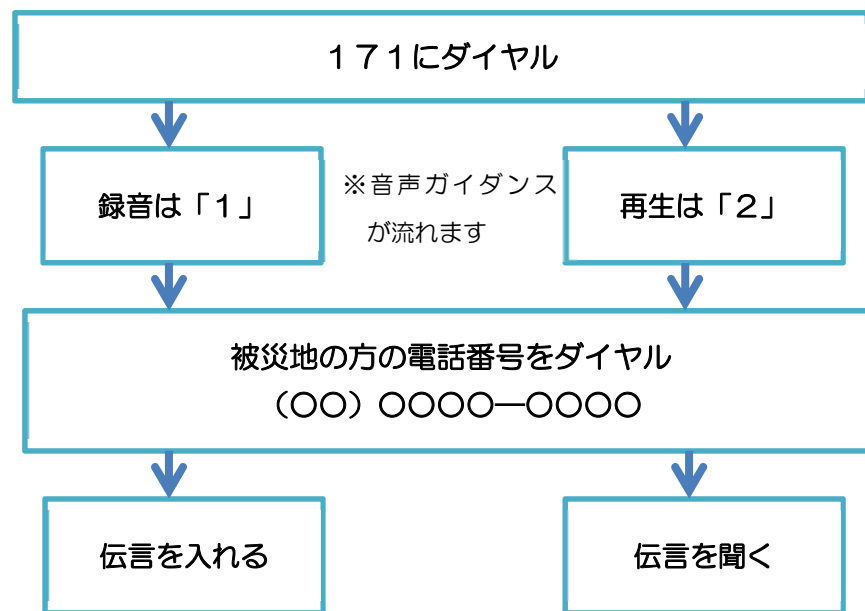 １７１にダイヤル
録音は「１」
※音声ガイダンス
が流れます
再生は「２」
被災地の方の電話番号をダイヤル
（〇〇）〇〇〇〇―〇〇〇〇
伝言を入れる
伝言を聞く